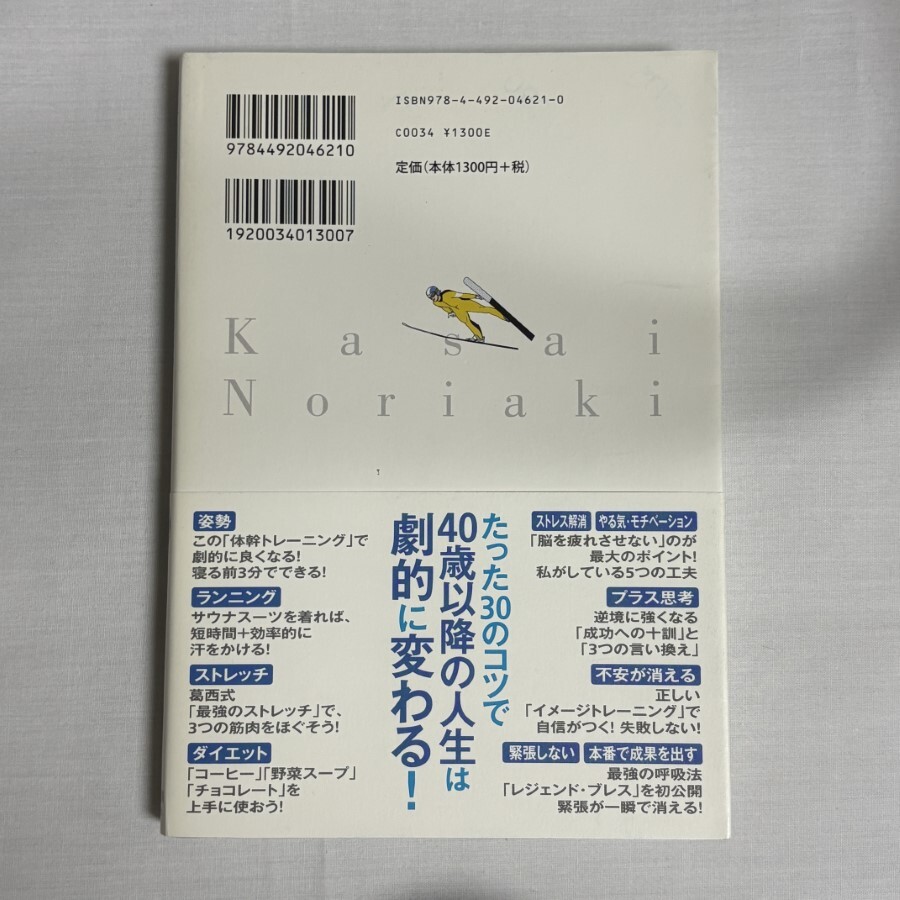 ISBN978-4-492-04621-0
C0034 ¥1300E
定価(本体1300円+税)
9784492046210
1920034013007
Kasai
Noriaki
たった30のコツで
40歳以降の人生は
劇的に変わる!
姿勢
この「体幹トレーニング」で
劇的に良くなる!
寝る前3分でできる!
ランニング
サウナスーツを着れば、
短時間+効率的に
汗をかける!
ストレッチ
葛西式
「最強のストレッチ」で、
3つの筋肉をほぐそう!
ダイエット
「コーヒー」「野菜スープ」
「チョコレート」を
上手に使おう!
ストレス解消 やる気・モチベーション
「脳を疲れさせない」のが
最大のポイント!
私がしている5つの工夫
プラス思考
逆境に強くなる
「成功への十訓」と
「3つの言い換え」
不安が消える
正しい
「イメージトレーニング」で
自信がつく! 失敗しない!
緊張しない 本番で成果を出す
最強の呼吸法
「レジェンド・ブレス」を初公開
緊張が一瞬で消える!